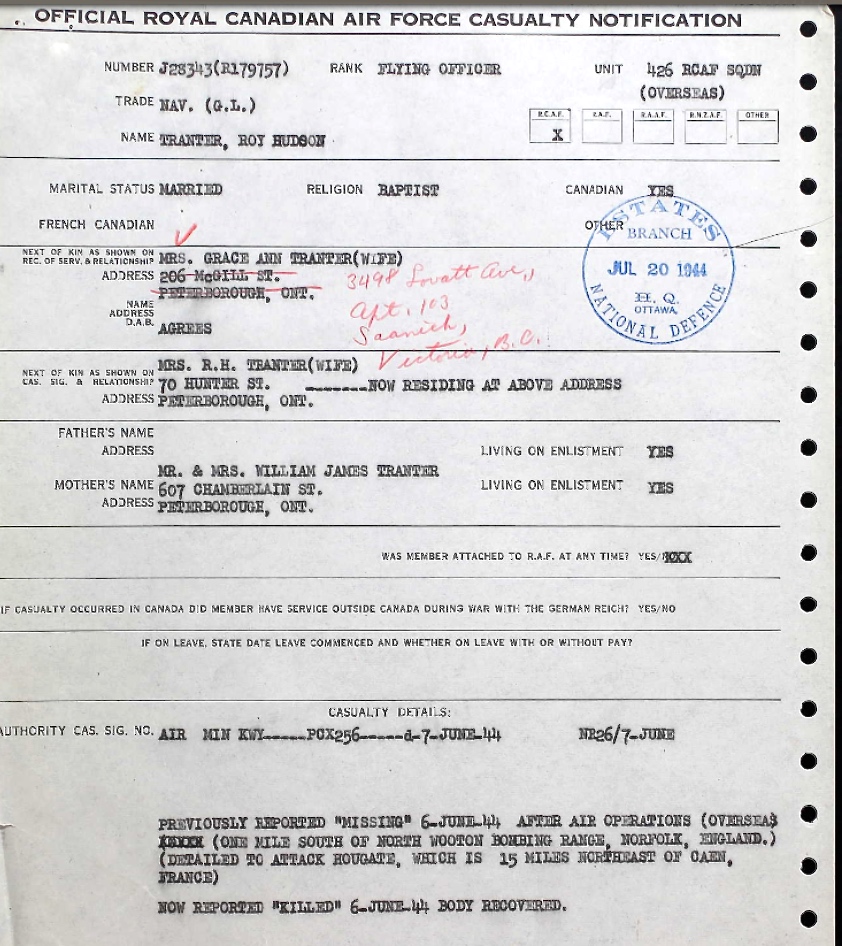 OFFICIAL ROYAL CANADIAN AIR FORCE CASUALTY NOTIFICATION
NUMBER J28343(R179757) RANK FLYING OFFICER UNIT 426 RCAF SQDN
(OVERSEAS)
TRADE NAV. (G.L.)
R.C.A.F. R.A.F. R.A.A.F. R.N.Z.A.F. OTHER
X
NAME TRANTER, ROY HUDSON
MARITAL STATUS MARRIED RELIGION BAPTIST CANADIAN YES
FRENCH CANADIAN OTHER
ESTATES
BRANCH
JUL 20 1944
H. Q.
OTTAWA
NATIONAL DEFENCE
NEXT OF KIN AS SHOWN ON
REC. OF SERV. & RELATIONSHIP MRS. GRACE ANN TRANTER(WIFE)
ADDRESS 206 McGILL ST.
PETERBOROUGH, ONT.
3498 Lovatt Ave.,
Apt. 103
Saanich,
Victoria, B.C.
NAME
ADDRESS
D.A.B. AGREES
MRS. R.H. TRANTER(WIFE)
NEXT OF KIN AS SHOWN ON
CAS. SIG. & RELATIONSHIP 70 HUNTER ST. -------NOW RESIDING AT ABOVE ADDRESS
ADDRESS PETERBOROUGH, ONT.
FATHER'S NAME
ADDRESS LIVING ON ENLISTMENT YES
MR. & MRS. WILLIAM JAMES TRANTER
MOTHER'S NAME 607 CHAMBERLAIN ST. LIVING ON ENLISTMENT YES
ADDRESS PETERBOROUGH, ONT.
WAS MEMBER ATTACHED TO R.A.F. AT ANY TIME? YES/
IF CASUALTY OCCURRED IN CANADA DID MEMBER HAVE SERVICE OUTSIDE CANADA DURING WAR WITH THE GERMAN REICH? YES/NO
IF ON LEAVE, STATE DATE LEAVE COMMENCED AND WHETHER ON LEAVE WITH OR WITHOUT PAY?
CASUALTY DETAILS:
AUTHORITY CAS. SIG. NO. AIR MIN KWY-----PCX256-----d-7-JUNE-44 NR26/7-JUNE
PREVIOUSLY REPORTED "MISSING" 6-JUNE-44 AFTER AIR OPERATIONS (OVERSEAS
(ONE MILE SOUTH OF NORTH WOOTON BOMBING RANGE, NORFOLK, ENGLAND.)
(DETAILED TO ATTACK HOUGATE, WHICH IS 15 MILES NORTHEAST OF CAEN,
FRANCE)
NOW REPORTED "KILLED" 6-JUNE-44 BODY RECOVERED.